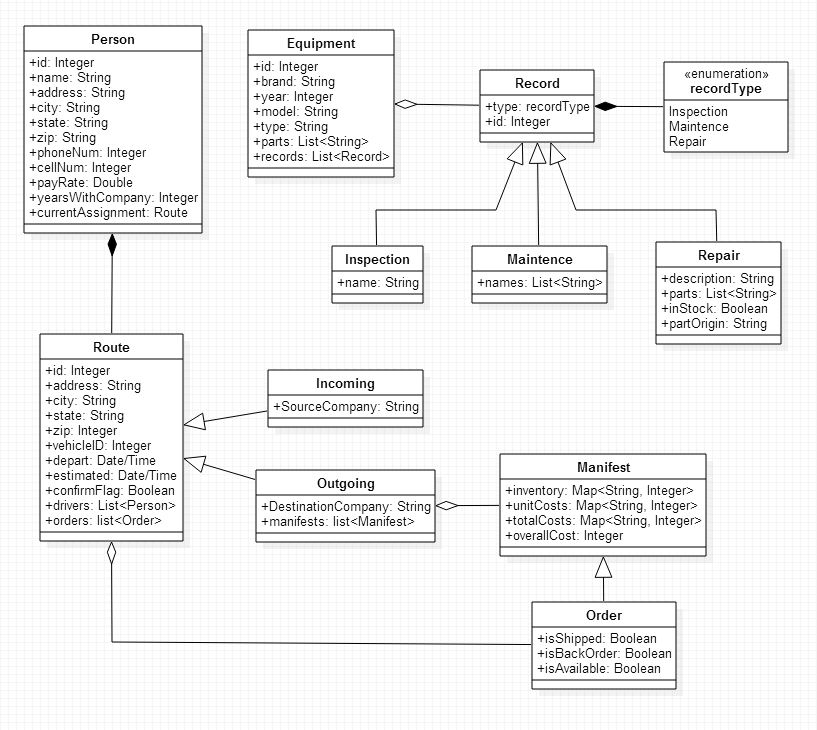 Person
+id: Integer
+name: String
+address: String
+city: String
+state: String
+zip: String
+phoneNum: Integer
+cellNum: Integer
+payRate: Double
+yearsWithCompany: Integer
+currentAssignment: Route
Equipment
+id: Integer
+brand: String
+year: Integer
+model: String
+type: String
+parts: List<String>
+records: List<Record>
Record
+type: recordType
+id: Integer
«enumeration»
recordType
Inspection
Maintence
Repair
Inspection
+name: String
Maintence
+names: List<String>
Repair
+description: String
+parts: List<String>
+inStock: Boolean
+partOrigin: String
Route
+id: Integer
+address: String
+city: String
+state: String
+zip: Integer
+vehicleID: Integer
+depart: Date/Time
+estimated: Date/Time
+confirmFlag: Boolean
+drivers: List<Person>
+orders: list<Order>
Incoming
+SourceCompany: String
Outgoing
+DestinationCompany: String
+manifests: list<Manifest>
Manifest
+inventory: Map<String, Integer>
+unitCosts: Map<String, Integer>
+totalCosts: Map<String, Integer>
+overallCost: Integer
Order
+isShipped: Boolean
+isBackOrder: Boolean
+isAvailable: Boolean